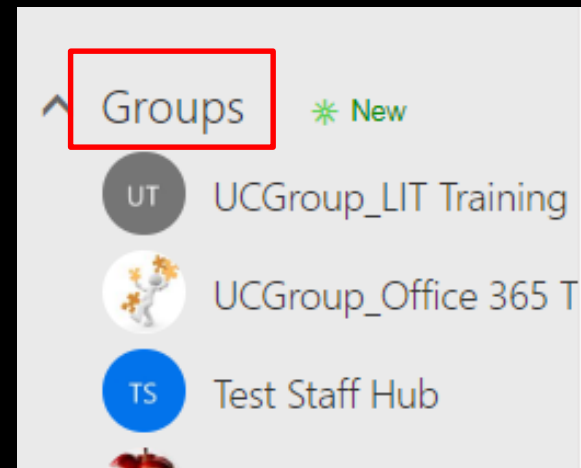 Groups New
UT UCGroup_LIT Training
UCGroup_Office 365 T
TS Test Staff Hub